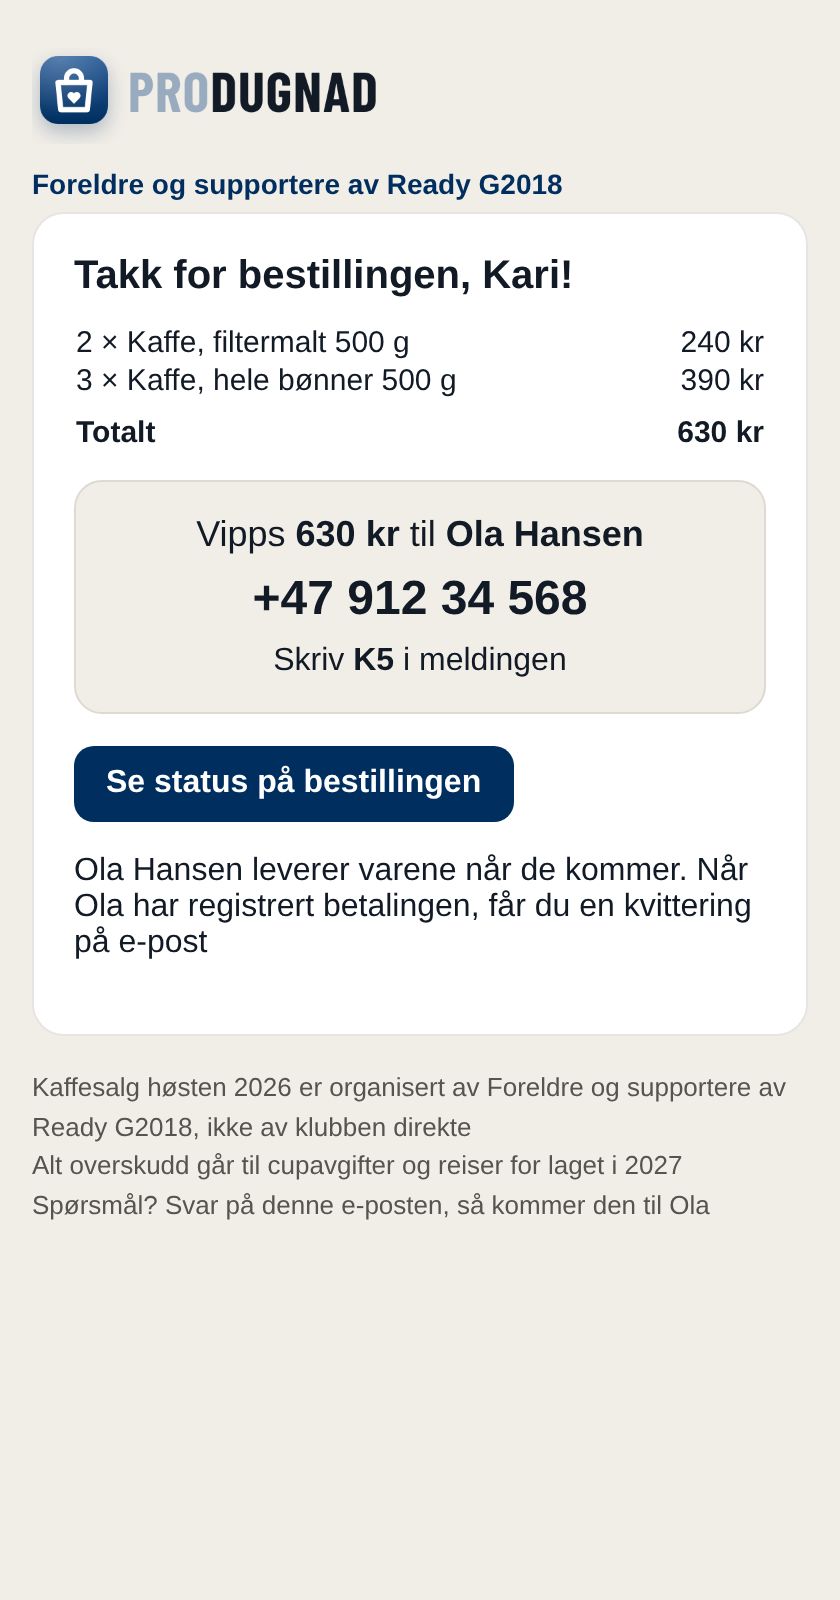 PRODUGNAD
Foreldre og supportere av Ready G2018
Takk for bestillingen, Kari!
2 × Kaffe, filtermalt 500 g 240 kr
3 × Kaffe, hele bønner 500 g 390 kr
Totalt 630 kr
Vipps 630 kr til Ola Hansen
+47 912 34 568
Skriv K5 i meldingen
Se status på bestillingen
Ola Hansen leverer varene når de kommer. Når
Ola har registrert betalingen, får du en kvittering
på e-post
Kaffesalg høsten 2026 er organisert av Foreldre og supportere av
Ready G2018, ikke av klubben direkte
Alt overskudd går til cupavgifter og reiser for laget i 2027
Spørsmål? Svar på denne e-posten, så kommer den til Ola